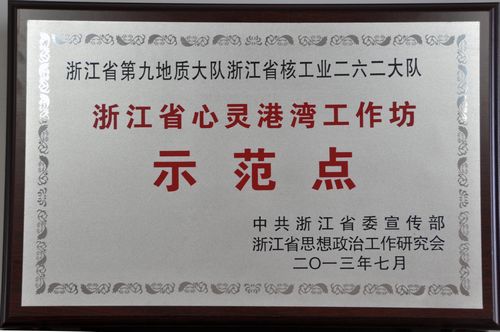 浙江省第九地质大队浙江省核工业二六二大队
浙江省心灵港湾工作坊
示范点
中共浙江省委宣传部
浙江省思想政治工作研究会
二〇一三年七月